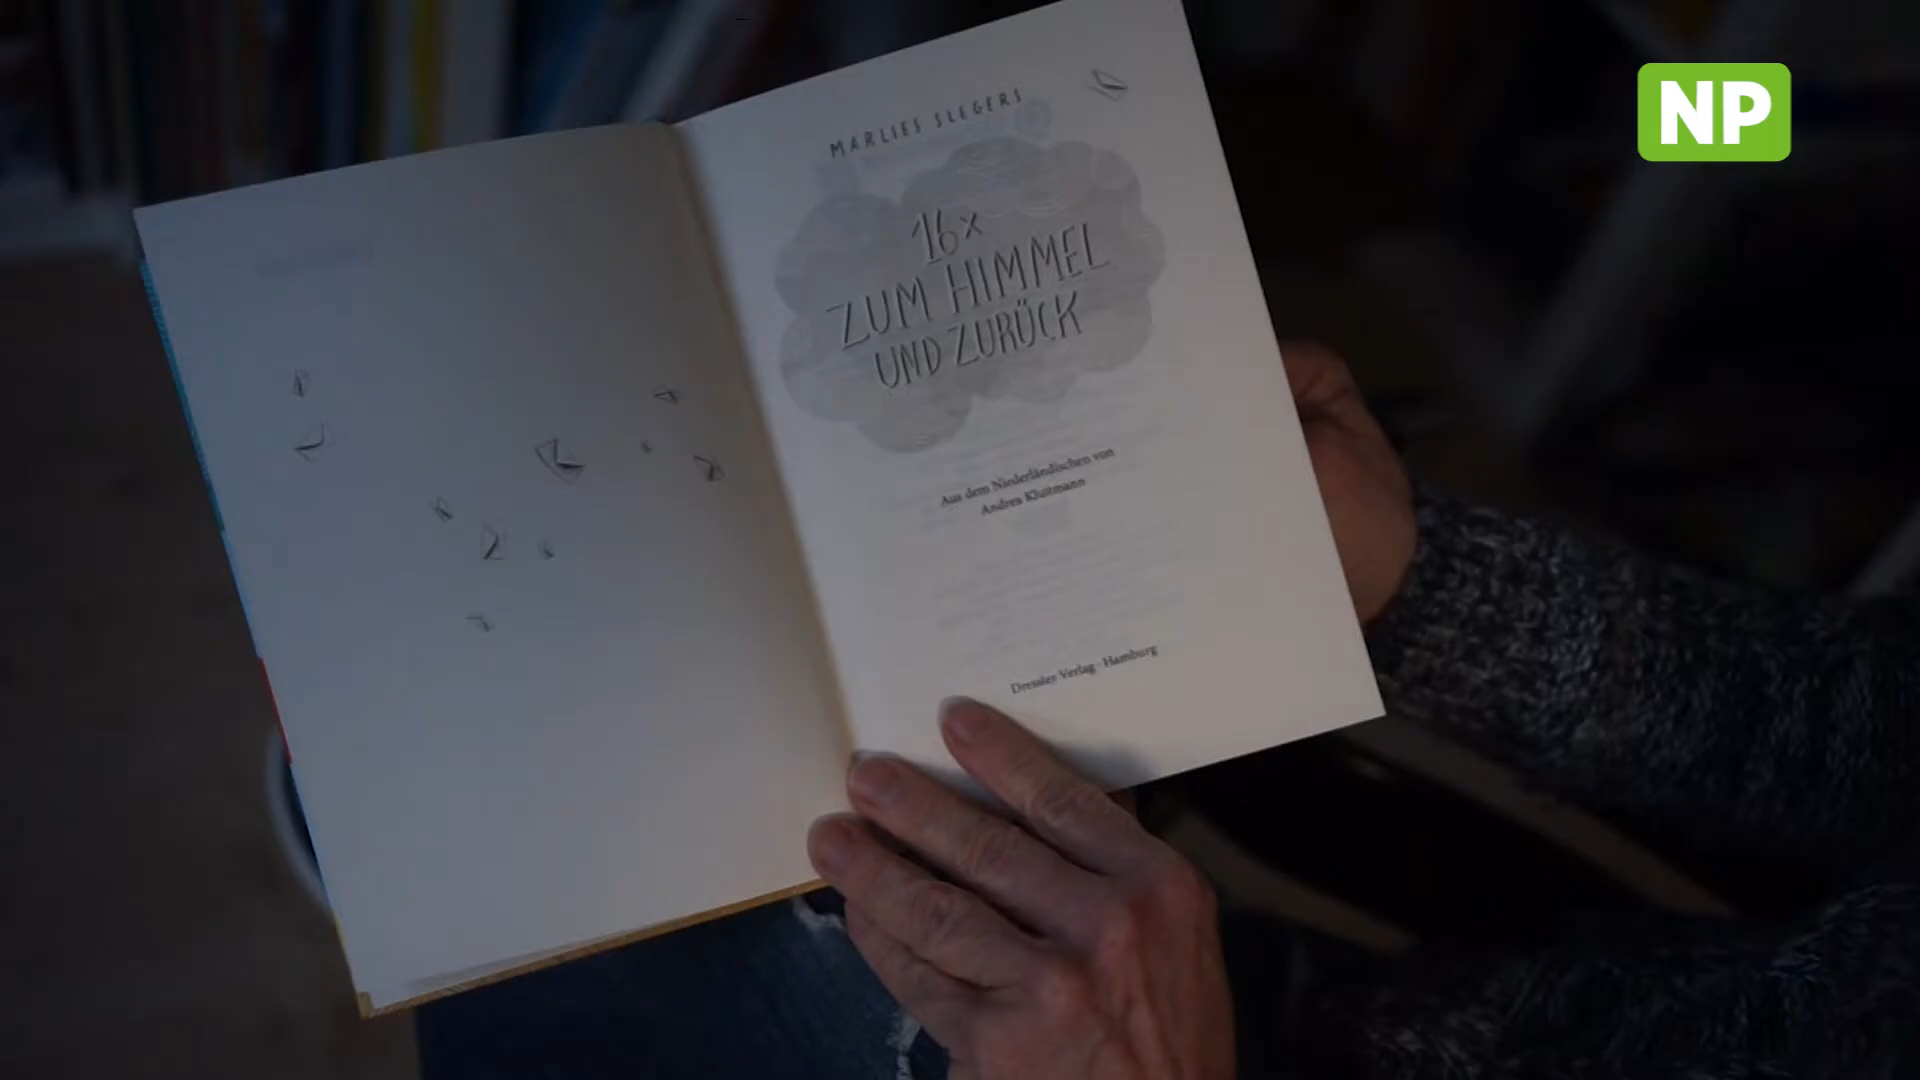 NP
MARLIES SLEGERS
16x
ZUM HIMMEL
UND ZURÜCK
Aus dem Niederländischen von
Andrea Kluitmann
Dressler Verlag · Hamburg